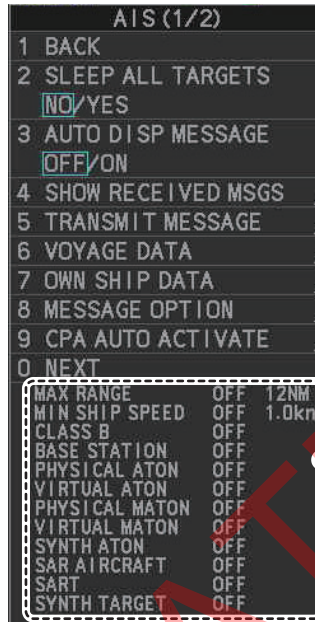 AIS (1/2)
1 BACK
2 SLEEP ALL TARGETS
NO/YES
3 AUTO DISP MESSAGE
OFF/ON
4 SHOW RECEIVED MSGS
5 TRANSMIT MESSAGE
6 VOYAGE DATA
7 OWN SHIP DATA
8 MESSAGE OPTION
9 CPA AUTO ACTIVATE
0 NEXT
MAX RANGE OFF 12NM
MIN SHIP SPEED OFF 1.0kn
CLASS B OFF
BASE STATION OFF
PHYSICAL ATON OFF
VIRTUAL ATON OFF
PHYSICAL MATON OFF
VIRTUAL MATON OFF
SYNTH ATON OFF
SAR AIRCRAFT OFF
SART OFF
SYNTH TARGET OFF